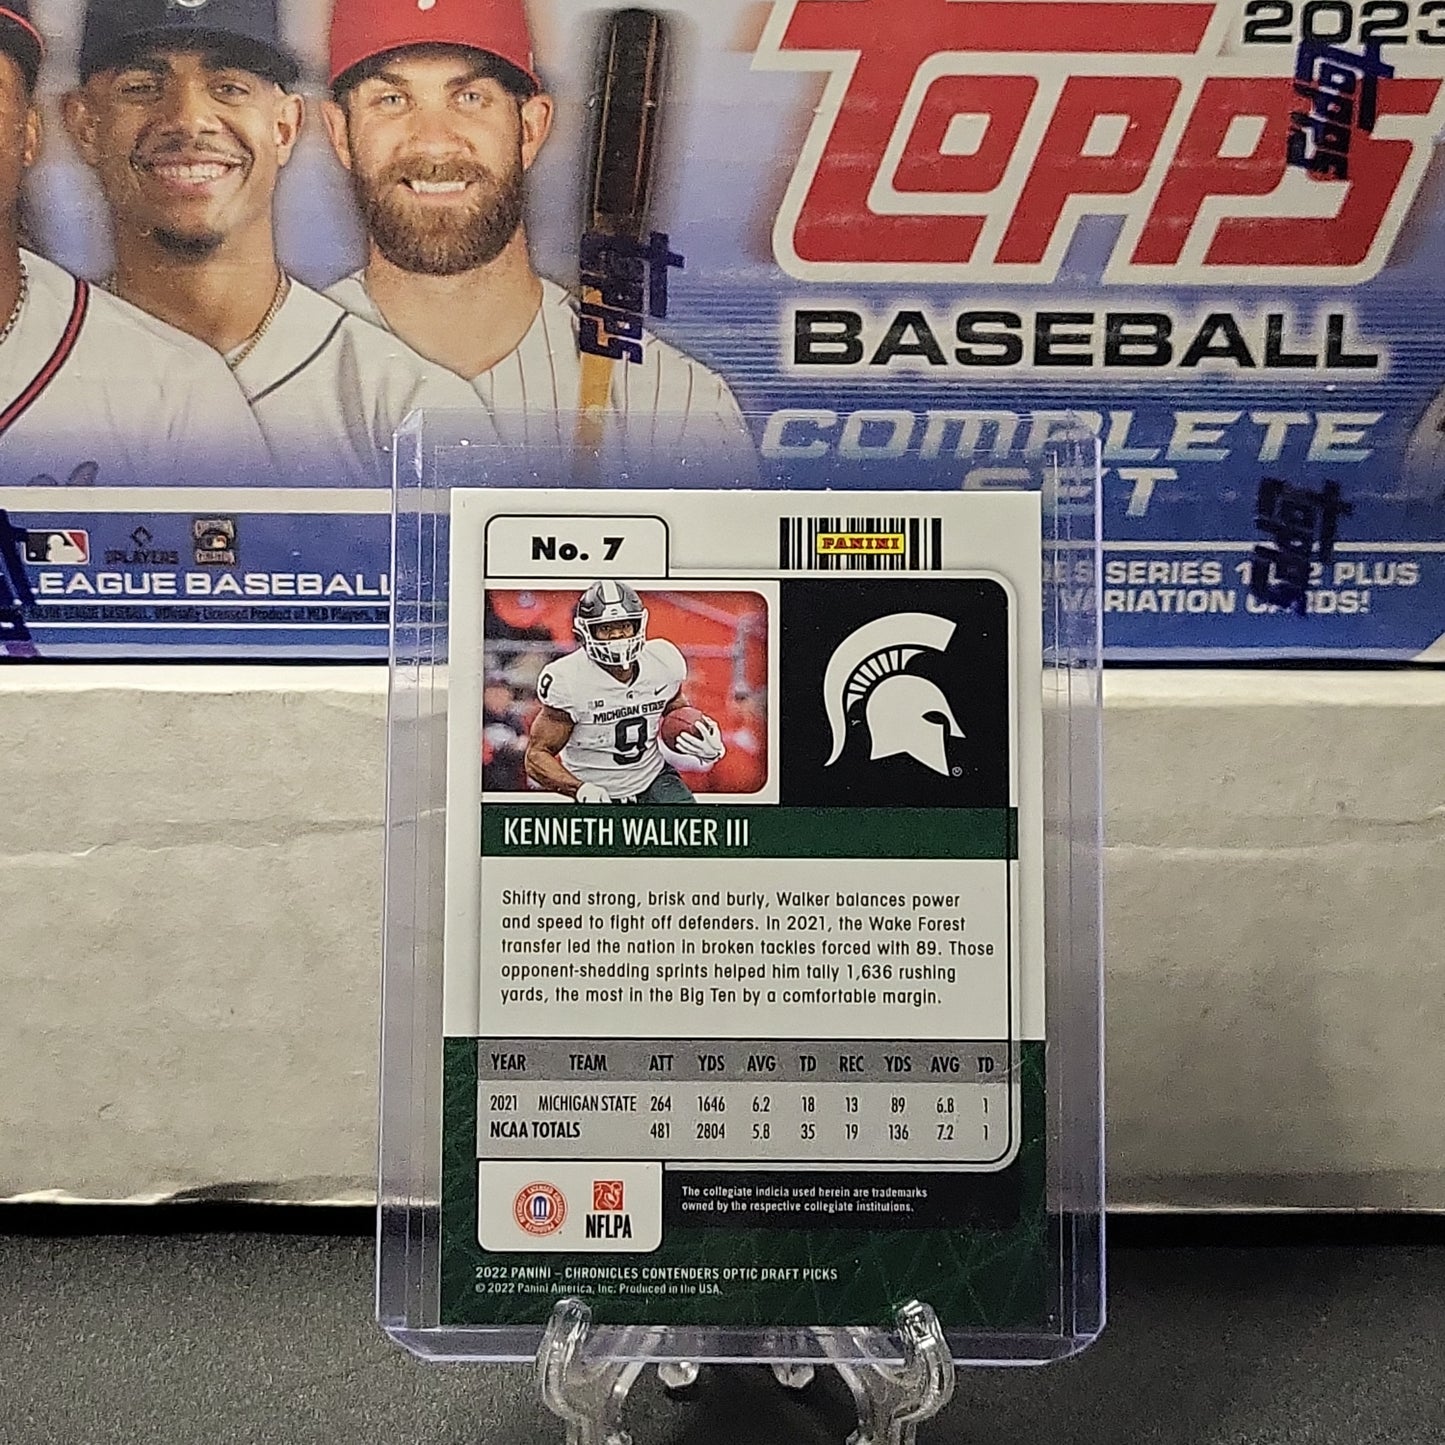 2023
TOPPS
Topps
Topps
BASEBALL
COMPLETE
SET
Topps
LEAGUE BASEBALL
SERIES 1 & 2 PLUS
VARIATION CARDS!
No. 7
PANINI
9
MICHIGAN STATE
9
KENNETH WALKER III
Shifty and strong, brisk and burly, Walker balances power
and speed to fight off defenders. In 2021, the Wake Forest
transfer led the nation in broken tackles forced with 89. Those
opponent-shedding sprints helped him tally 1,636 rushing
yards, the most in the Big Ten by a comfortable margin.
YEAR TEAM ATT YDS AVG TD REC YDS AVG TD
2021 MICHIGAN STATE 264 1646 6.2 18 13 89 6.8 1
NCAA TOTALS 481 2804 5.8 35 19 136 7.2 1
NFLPA
The collegiate indicia used herein are trademarks
owned by the respective collegiate institutions.
2022 PANINI – CHRONICLES CONTENDERS OPTIC DRAFT PICKS
© 2022 Panini America, Inc. Produced in the USA.